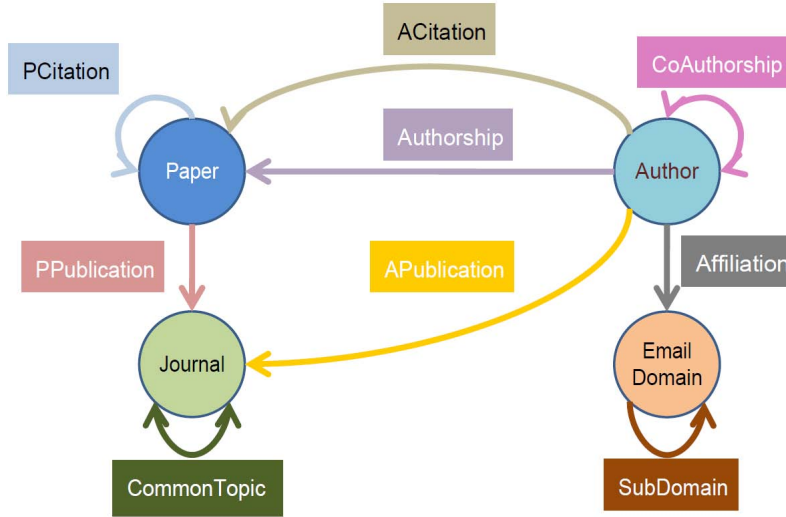 ACitation
PCitation
CoAuthorship
Authorship
Paper
Author
PPublication
APublication
Affiliation
Journal
Email
Domain
CommonTopic
SubDomain